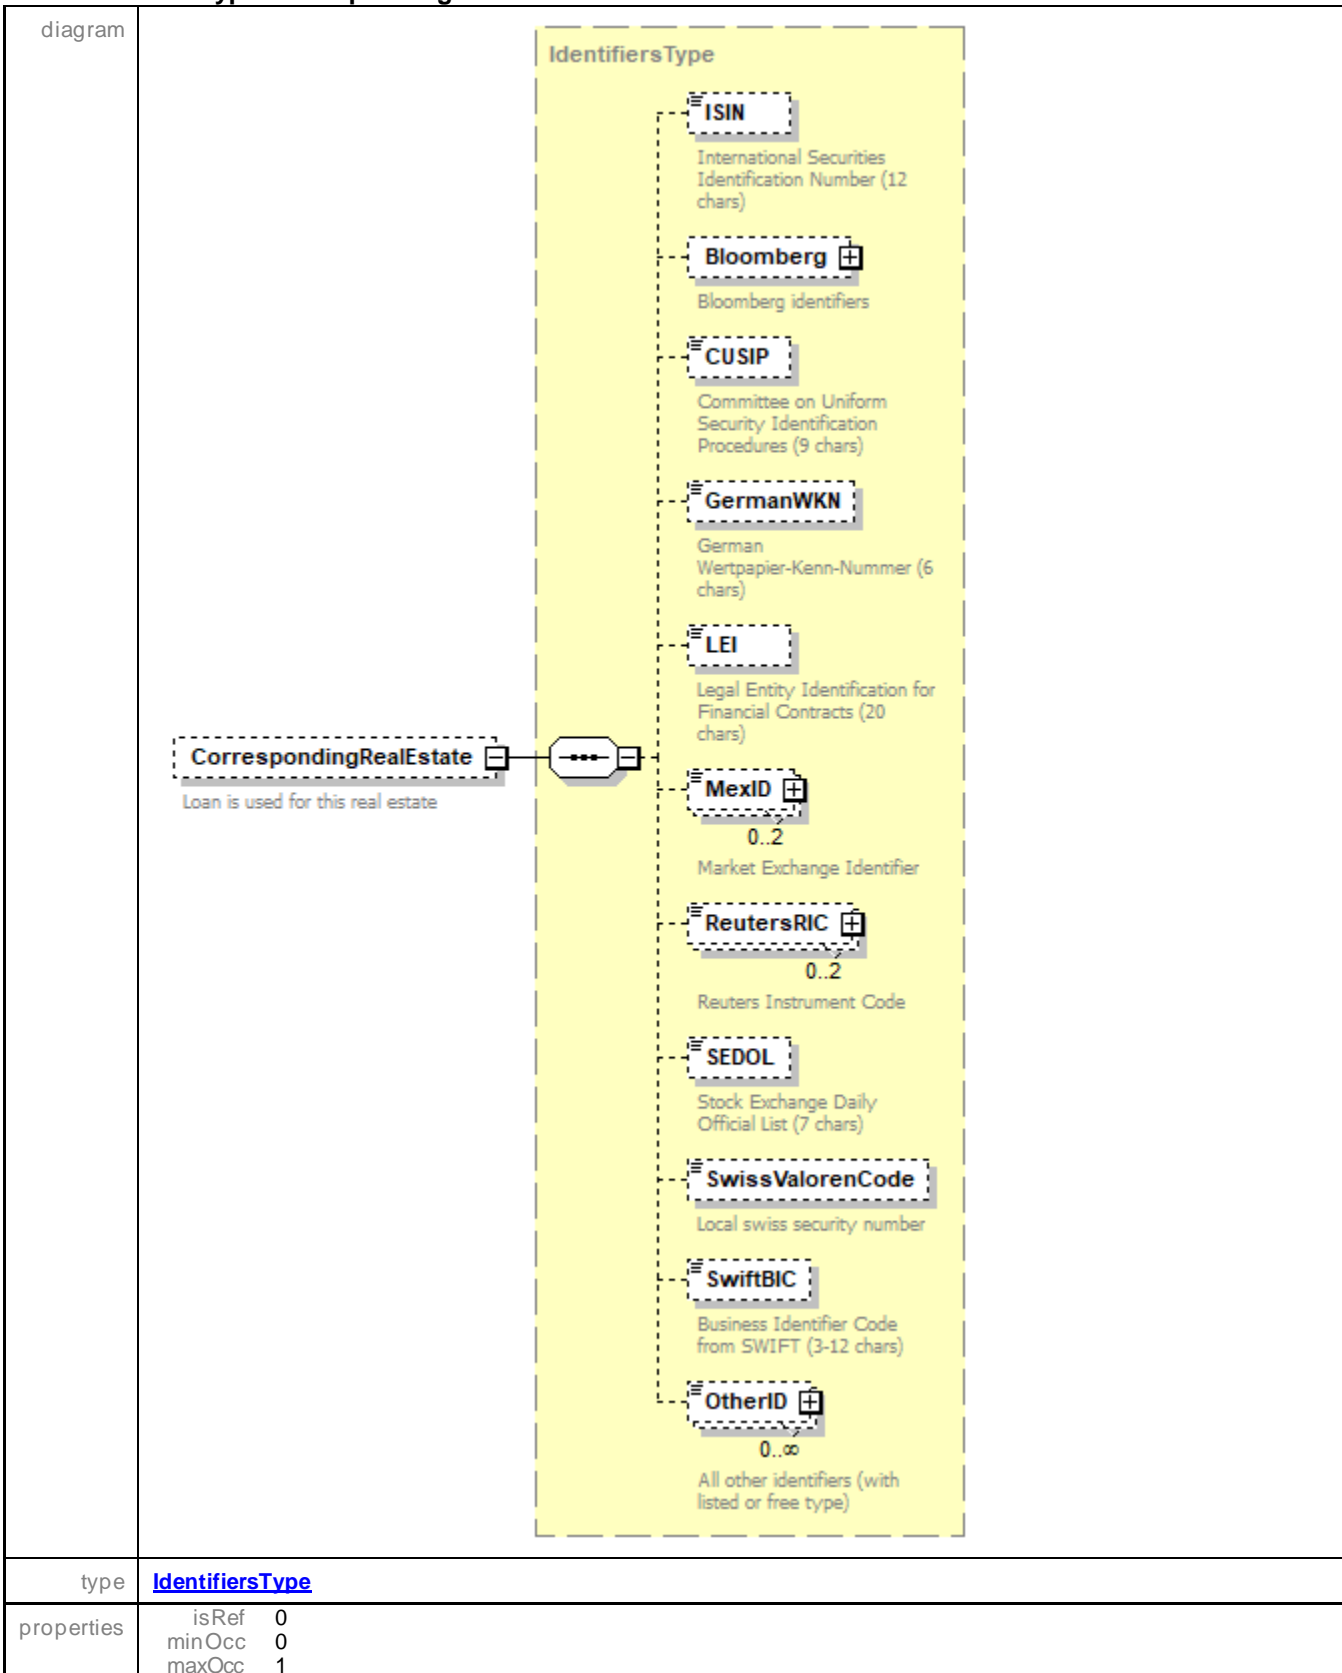 diagram
IdentifiersType
ISIN
International Securities
Identification Number (12
chars)
Bloomberg
Bloomberg identifiers
CUSIP
Committee on Uniform
Security Identification
Procedures (9 chars)
GermanWKN
German
Wertpapier-Kenn-Nummer (6
chars)
LEI
Legal Entity Identification for
Financial Contracts (20
chars)
CorrespondingRealEstate
Loan is used for this real estate
MexID
0..2
Market Exchange Identifier
ReutersRIC
0..2
Reuters Instrument Code
SEDOL
Stock Exchange Daily
Official List (7 chars)
SwissValorenCode
Local swiss security number
SwiftBIC
Business Identifier Code
from SWIFT (3-12 chars)
OtherID
0..∞
All other identifiers (with
listed or free type)
type IdentifiersType
properties isRef 0
minOcc 0
maxOcc 1